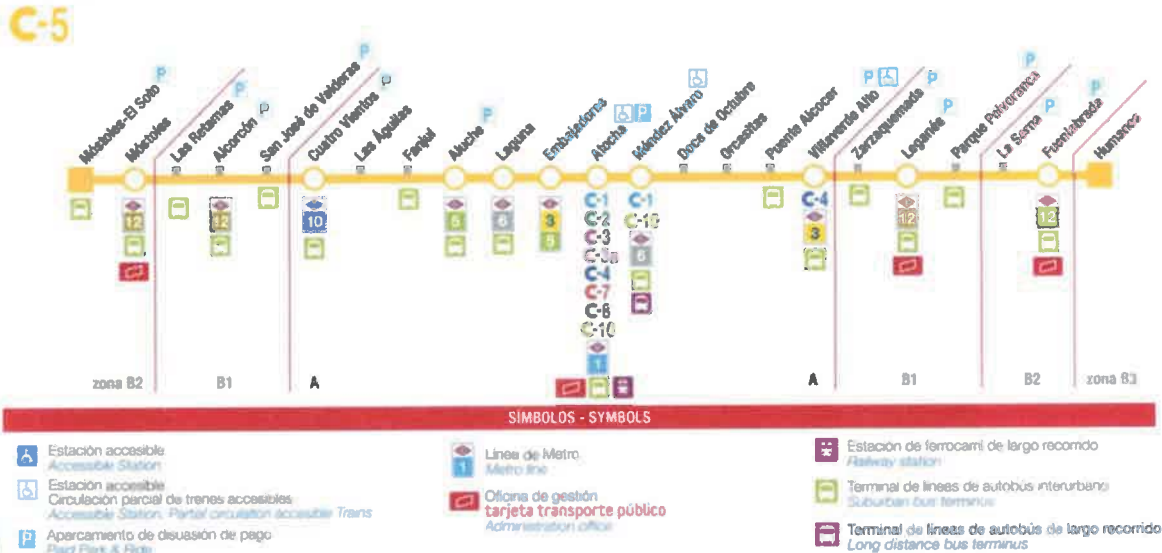 C-5
Móstoles-El Soto P
Móstoles
Las Retamas P
Alcorcón P
San José de Valderas P
Cuatro Vientos P
Las Águilas
Fanjul
Aluche P
Laguna
Embajadores
Atocha P
Méndez Álvaro
Doce de Octubre
Orcasitas
Puente Alcocer
Villaverde Alto P
Zarzaquemada P
Leganés P
Parque Polvoranca P
La Serna P
Fuenlabrada P
Humanes
12
12
10
5
6
3
5
C-1
C-2
C-3
C-4
C-7
C-8
C-10
1
C-1
C-10
6
C-4
3
12
12
zona B2
B1
A
A
B1
B2
zona B3
SÍMBOLOS - SYMBOLS
Estación accesible
Accessible Station
Estación accesible
Circulación parcial de trenes accesibles
Accessible Station. Partial circulation accesible Trains
P Aparcamiento de disuasión de pago
Paid Park & Ride
Línea de Metro
1 Metro line
Oficina de gestión
tarjeta transporte público
Administration office
Estación de ferrocarril de largo recorrido
Railway station
Terminal de líneas de autobús interurbano
Suburban bus terminus
Terminal de líneas de autobús de largo recorrido
Long distance bus terminus